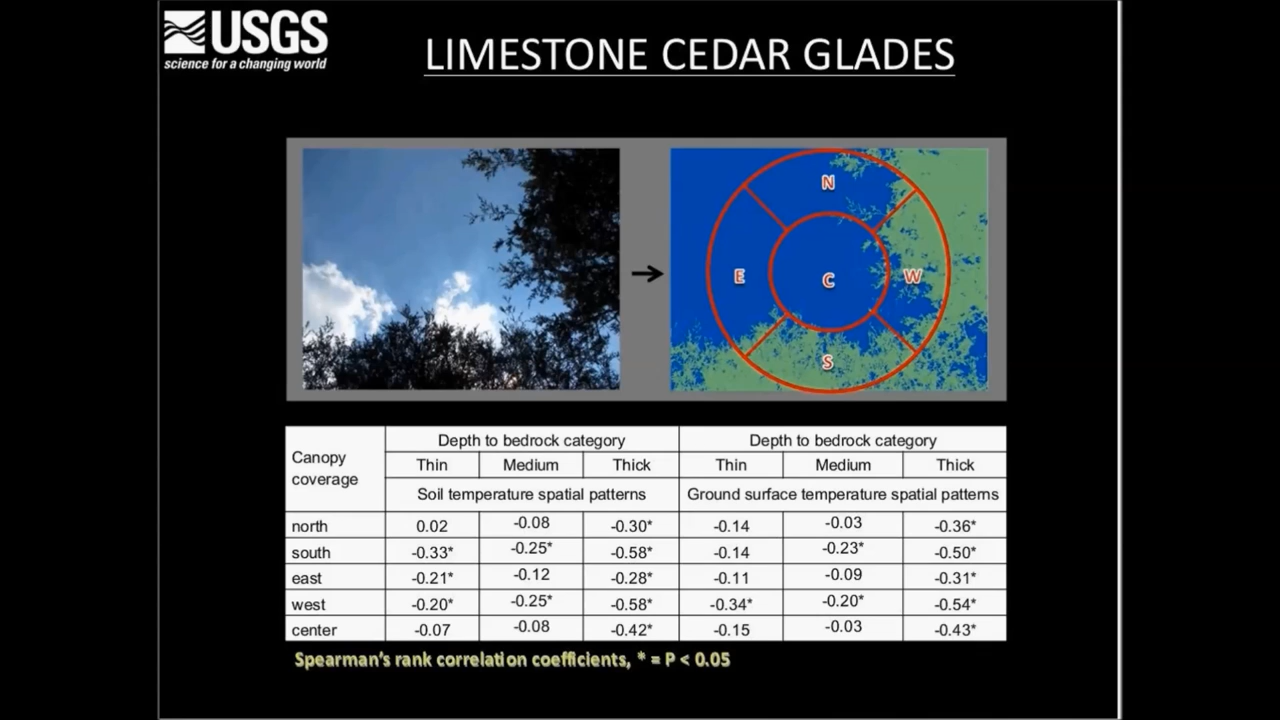 USGS
science for a changing world
LIMESTONE CEDAR GLADES
N
E
C
W
S
Canopy coverage
Depth to bedrock category Depth to bedrock category
Thin Medium Thick Thin Medium Thick
Soil temperature spatial patterns Ground surface temperature spatial patterns
north 0.02 -0.08 -0.30* -0.14 -0.03 -0.36*
south -0.33* -0.25* -0.58* -0.14 -0.23* -0.50*
east -0.21* -0.12 -0.28* -0.11 -0.09 -0.31*
west -0.20* -0.25* -0.58* -0.34* -0.20* -0.54*
center -0.07 -0.08 -0.42* -0.15 -0.03 -0.43*
Spearman's rank correlation coefficients, * = P < 0.05